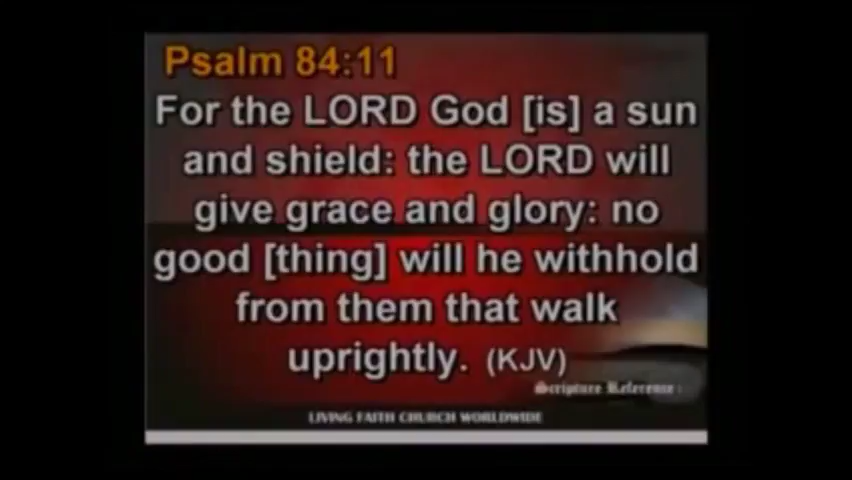 Psalm 84:11
For the LORD God [is] a sun
and shield: the LORD will
give grace and glory: no
good [thing] will he withhold
from them that walk
uprightly. (KJV)
Scripture Reference :
LIVING FAITH CHURCH WORLDWIDE